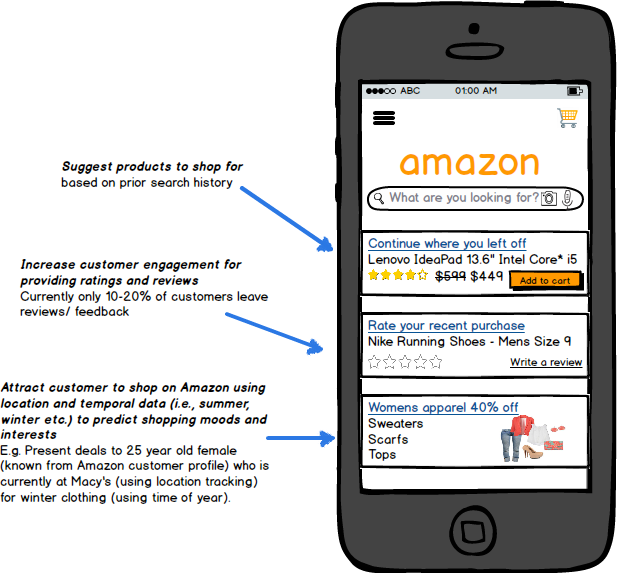 ABC 01:00 AM
amazon
What are you looking for?
Suggest products to shop for
based on prior search history
Continue where you left off
Lenovo IdeaPad 13.6" Intel Core* i5
$599 $449 Add to cart
Increase customer engagement for
providing ratings and reviews
Currently only 10-20% of customers leave
reviews/ feedback
Rate your recent purchase
Nike Running Shoes - Mens Size 9
Write a review
Attract customer to shop on Amazon using
location and temporal data (i.e., summer,
winter etc.) to predict shopping moods and
interests
E.g. Present deals to 25 year old female
(known from Amazon customer profile) who is
currently at Macy's (using location tracking)
for winter clothing (using time of year).
Womens apparel 40% off
Sweaters
Scarfs
Tops